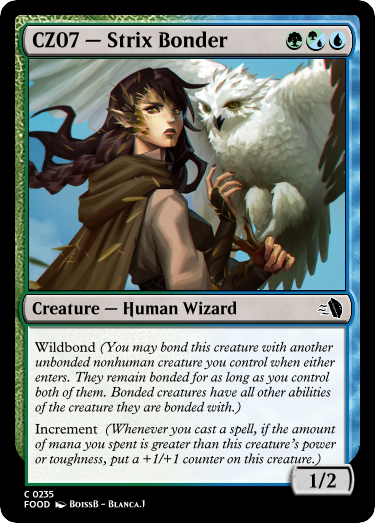 CZ07 — Strix Bonder
Creature — Human Wizard
Wildbond (You may bond this creature with another
unbonded nonhuman creature you control when either
enters. They remain bonded for as long as you control
both of them. Bonded creatures have all other abilities
of the creature they are bonded with.)
Increment (Whenever you cast a spell, if the amount
of mana you spent is greater than this creature's power
or toughness, put a +1/+1 counter on this creature.)
1/2
C 0235
FOOD BoissB - Blanca.J